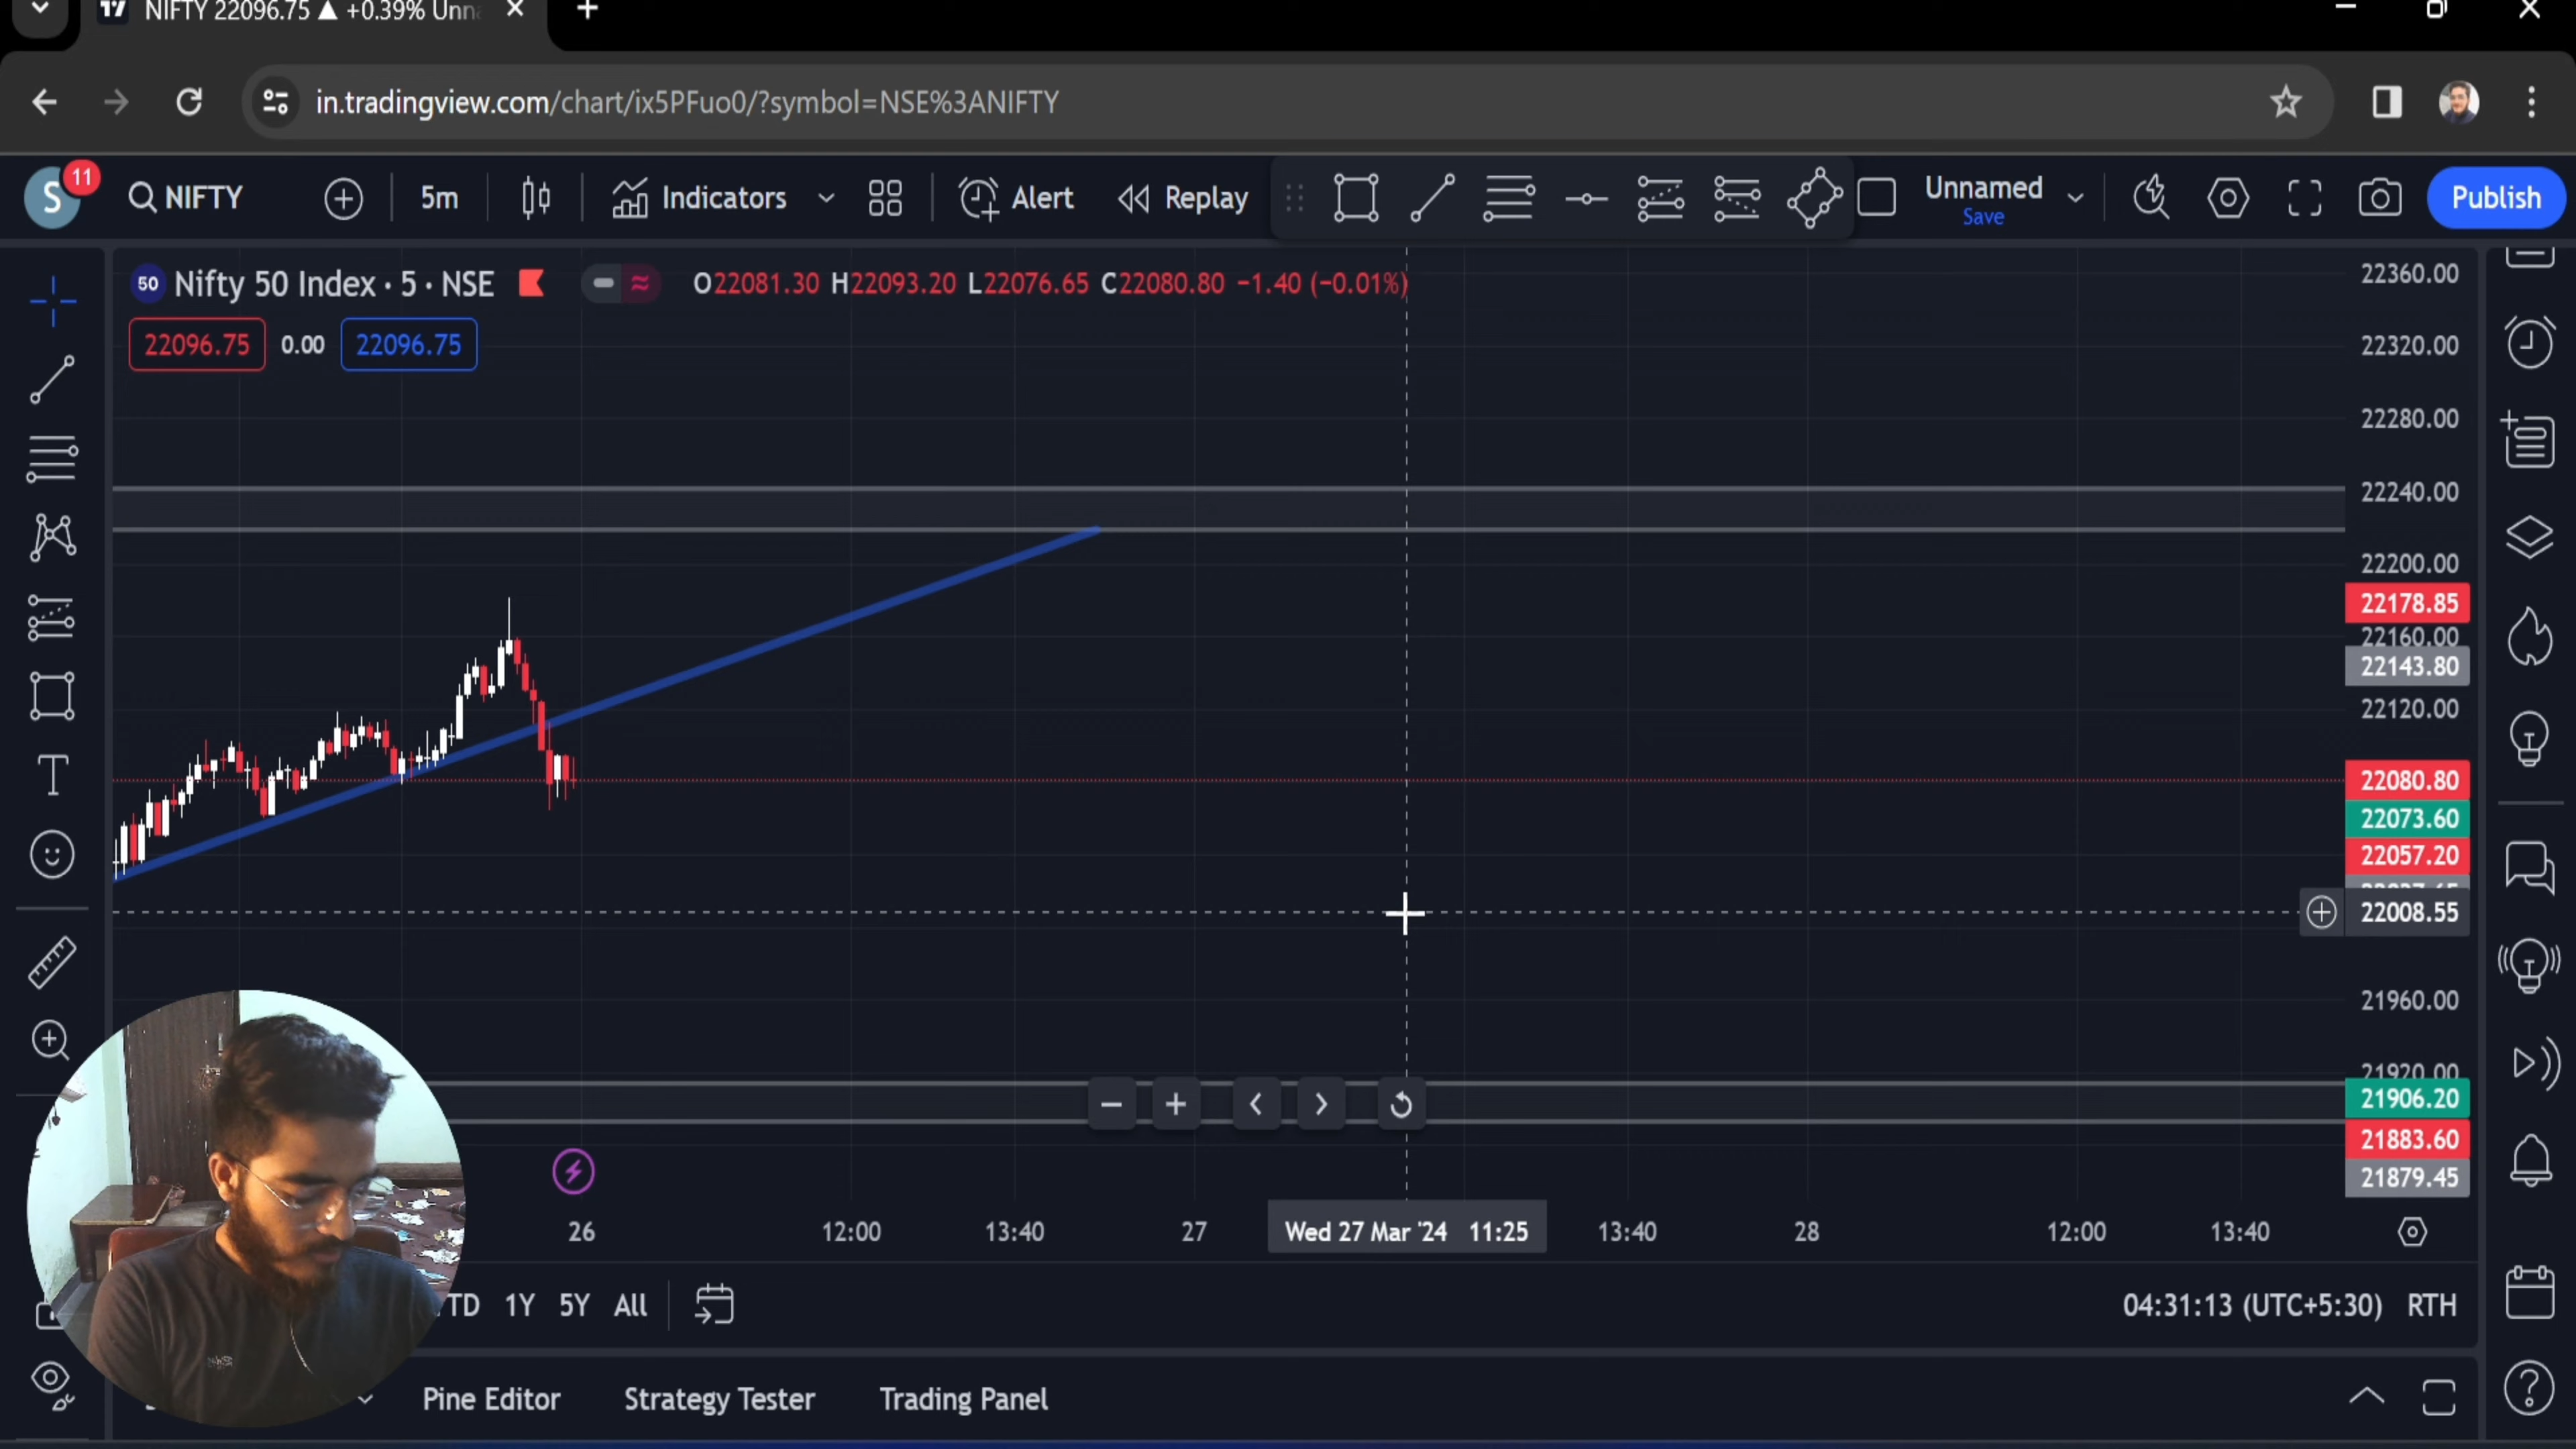 NIFTY 22096.75 ▲ +0.39% Unn
in.tradingview.com/chart/ix5PFuo0/?symbol=NSE%3ANIFTY
S 11 NIFTY 5m Indicators Alert Replay Unnamed Publish
Save
50 Nifty 50 Index · 5 · NSE O22081.30 H22093.20 L22076.65 C22080.80 −1.40 (−0.01%)
22096.75 0.00 22096.75
22360.00
22320.00
22280.00
22240.00
22200.00
22178.85
22160.00
22143.80
22120.00
22080.80
22073.60
22057.20
22008.55
21960.00
21920.00
21906.20
21883.60
21879.45
26 12:00 13:40 27 Wed 27 Mar '24 11:25 13:40 28 12:00 13:40
TD 1Y 5Y All 04:31:13 (UTC+5:30) RTH
Pine Editor Strategy Tester Trading Panel